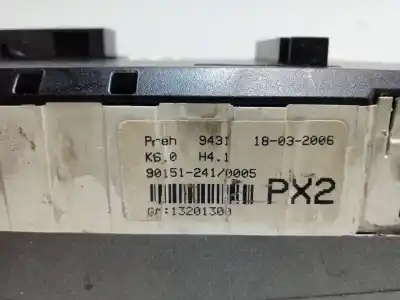 Preh 9431 18-03-2006
K6.0 H4.1
90151-241/0005
PX2
GM:13201300